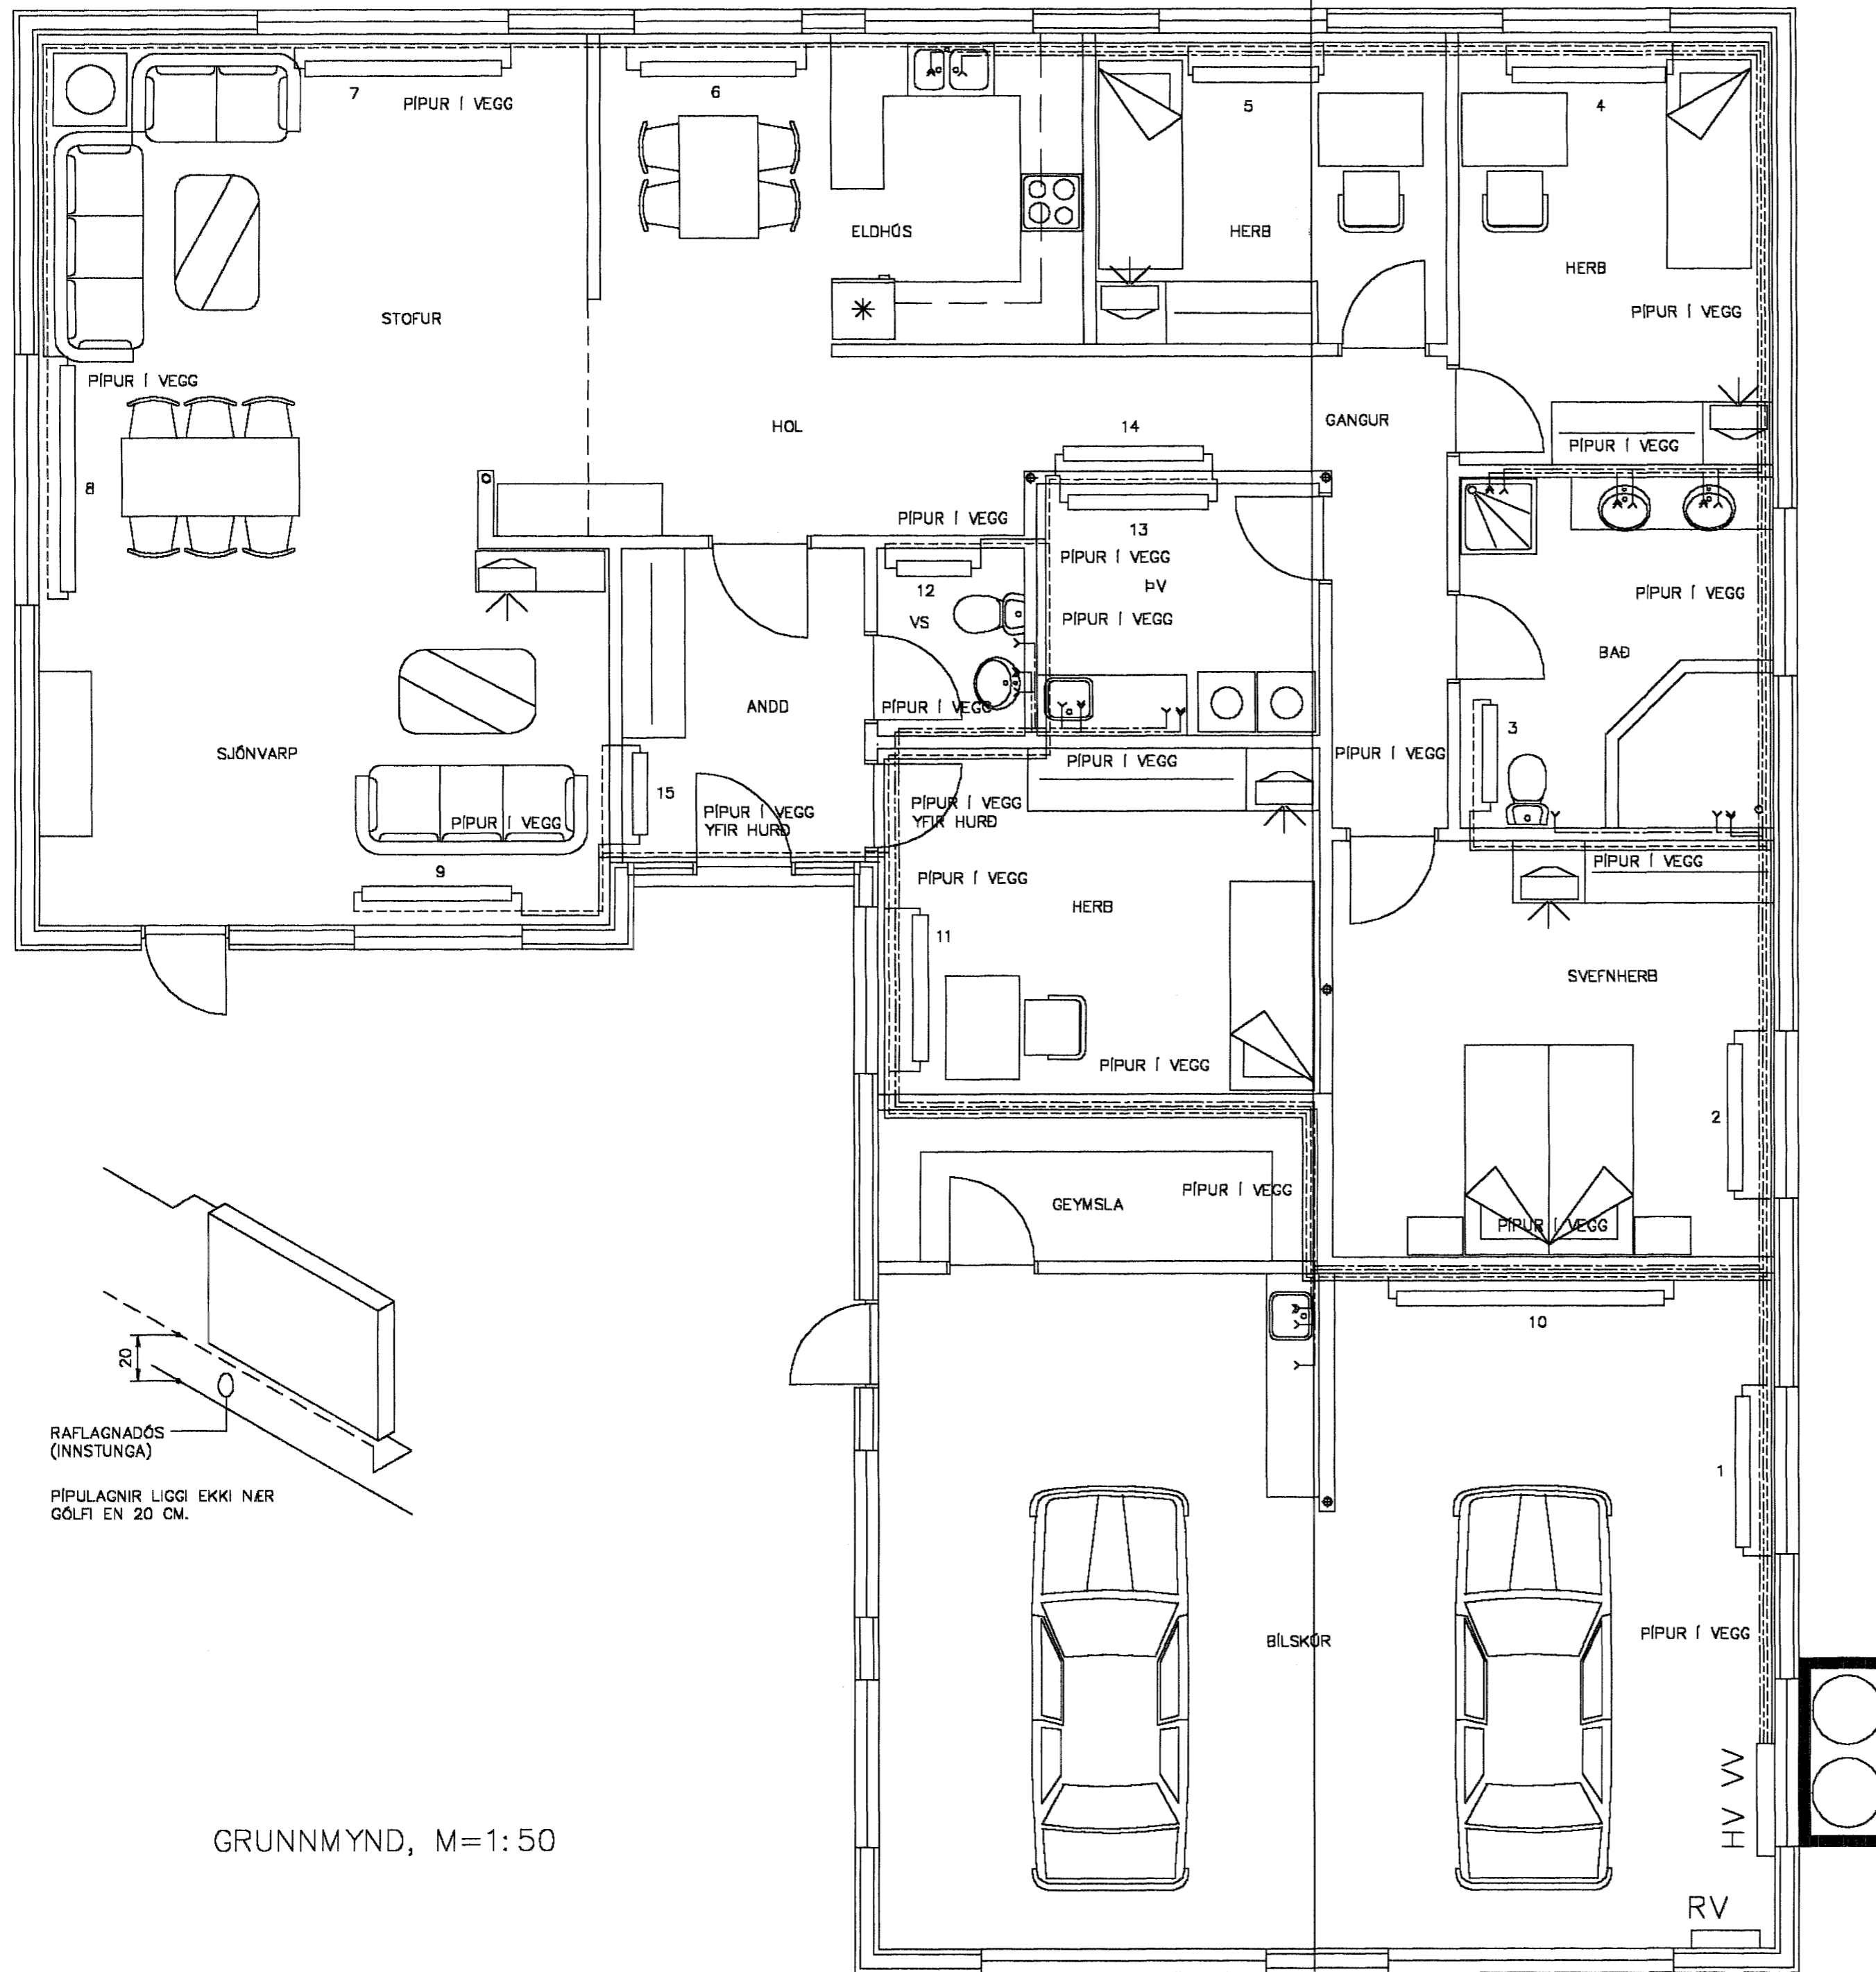 7
PÍPUR Í VEGG
6
5
4
ELDHÚS
HERB
HERB
PÍPUR Í VEGG
STOFUR
PÍPUR Í VEGG
HOL
14
GANGUR
PÍPUR Í VEGG
8
PÍPUR Í VEGG
13
PÍPUR Í VEGG
ÞV
12
VS
PÍPUR Í VEGG
PÍPUR Í VEGG
BAÐ
ANDD
PÍPUR Í VEGG
3
SJÓNVARP
PÍPUR Í VEGG
PÍPUR Í VEGG
15
PÍPUR Í VEGG
YFIR HURÐ
PÍPUR Í VEGG
YFIR HURÐ
PÍPUR Í VEGG
9
PÍPUR Í VEGG
PÍPUR Í VEGG
HERB
11
SVEFNHERB
PÍPUR Í VEGG
2
GEYMSLA
PÍPUR Í VEGG
PÍPUR Í VEGG
10
20
RAFLAGNADÓS
(INNSTUNGA)
PÍPULAGNIR LIGGI EKKI NÆR
GÓLFI EN 20 CM.
1
BÍLSKÚR
PÍPUR Í VEGG
HV VV
GRUNNMYND, M=1:50
RV